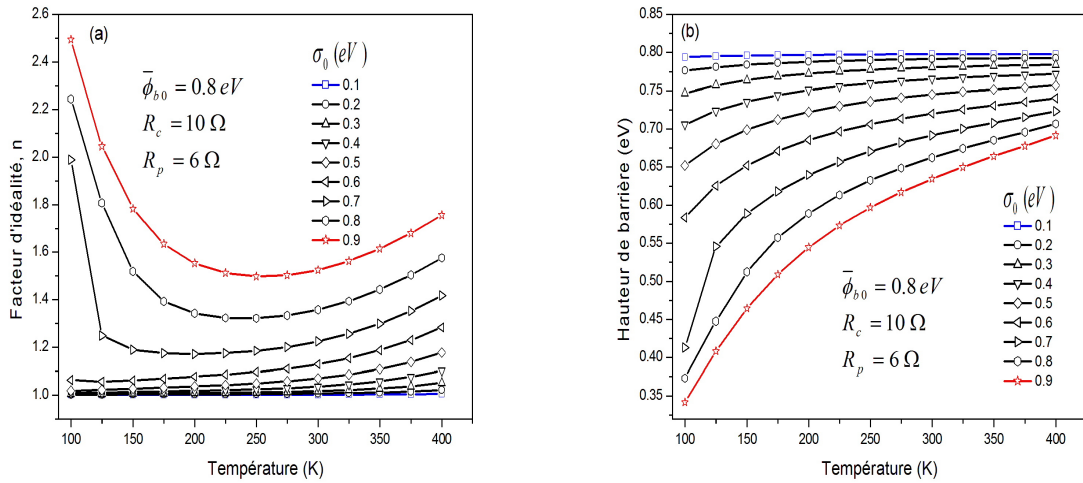 (a)
2.6
2.4
2.2
2.0
1.8
1.6
1.4
1.2
1.0
Facteur d'idéalité, n
100 150 200 250 300 350 400
Température (K)
ϕ̅b0 = 0.8 eV
Rc = 10 Ω
Rp = 6 Ω
σ0 (eV)
0.1
0.2
0.3
0.4
0.5
0.6
0.7
0.8
0.9
(b)
0.85
0.80
0.75
0.70
0.65
0.60
0.55
0.50
0.45
0.40
0.35
Hauteur de barrière (eV)
100 150 200 250 300 350 400
Température (K)
ϕ̅b0 = 0.8 eV
Rc = 10 Ω
Rp = 6 Ω
σ0 (eV)
0.1
0.2
0.3
0.4
0.5
0.6
0.7
0.8
0.9